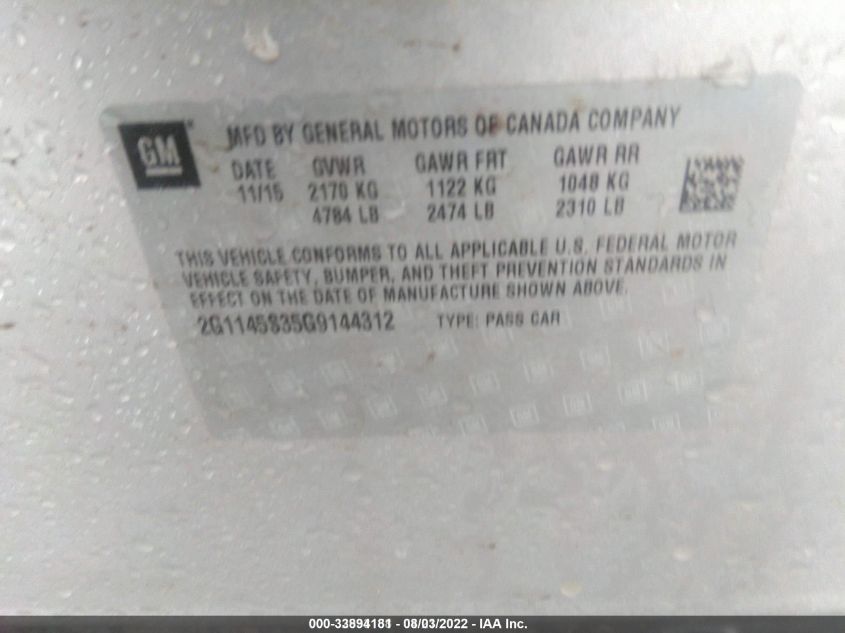 GM ® MFD BY GENERAL MOTORS OF CANADA COMPANY
DATE GVWR GAWR FRT GAWR RR
11/15 2170 KG 1122 KG 1048 KG
4784 LB 2474 LB 2310 LB
THIS VEHICLE CONFORMS TO ALL APPLICABLE U.S. FEDERAL MOTOR
VEHICLE SAFETY, BUMPER, AND THEFT PREVENTION STANDARDS IN
EFFECT ON THE DATE OF MANUFACTURE SHOWN ABOVE.
2G1145S35G9144312 TYPE: PASS CAR
000-33894181 - 08/03/2022 - IAA Inc.